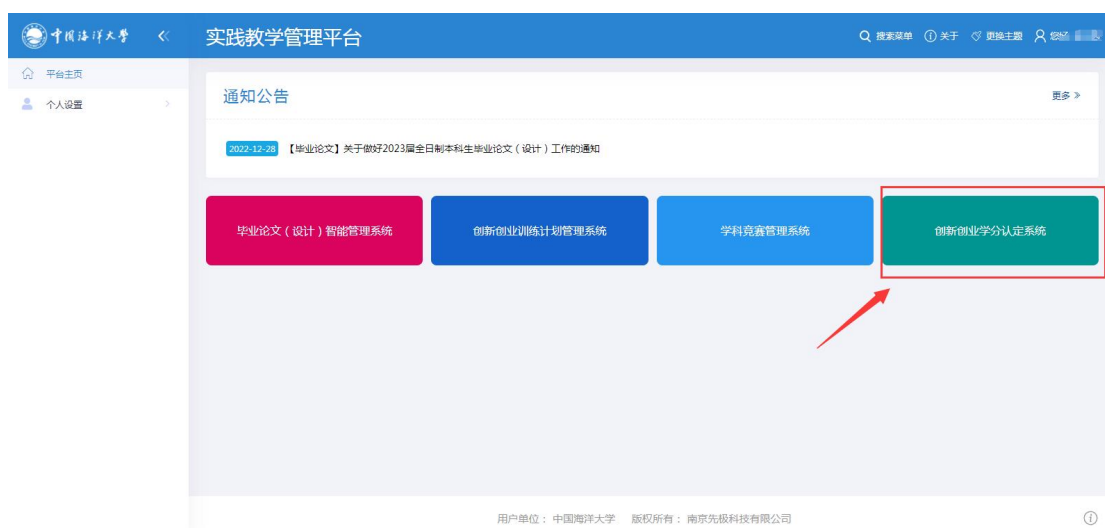 中国海洋大学
实践教学管理平台
搜索菜单 关于 更换主题 您好
平台主页
个人设置
通知公告
更多
2022-12-28 【毕业论文】关于做好2023届全日制本科生毕业论文(设计)工作的通知
毕业论文(设计)智能管理系统
创新创业训练计划管理系统
学科竞赛管理系统
创新创业学分认定系统
用户单位: 中国海洋大学 版权所有: 南京先极科技有限公司